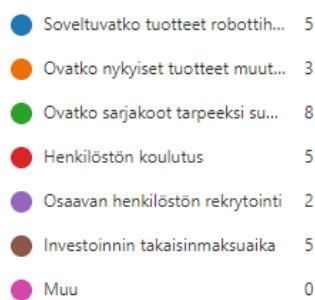 Soveltuvatko tuotteet robottih... 5
Ovatko nykyiset tuotteet muut... 3
Ovatko sarjakoot tarpeeksi su... 8
Henkilöstön koulutus 5
Osaavan henkilöstön rekrytointi 2
Investoinnin takaisinmaksuaika 5
Muu 0